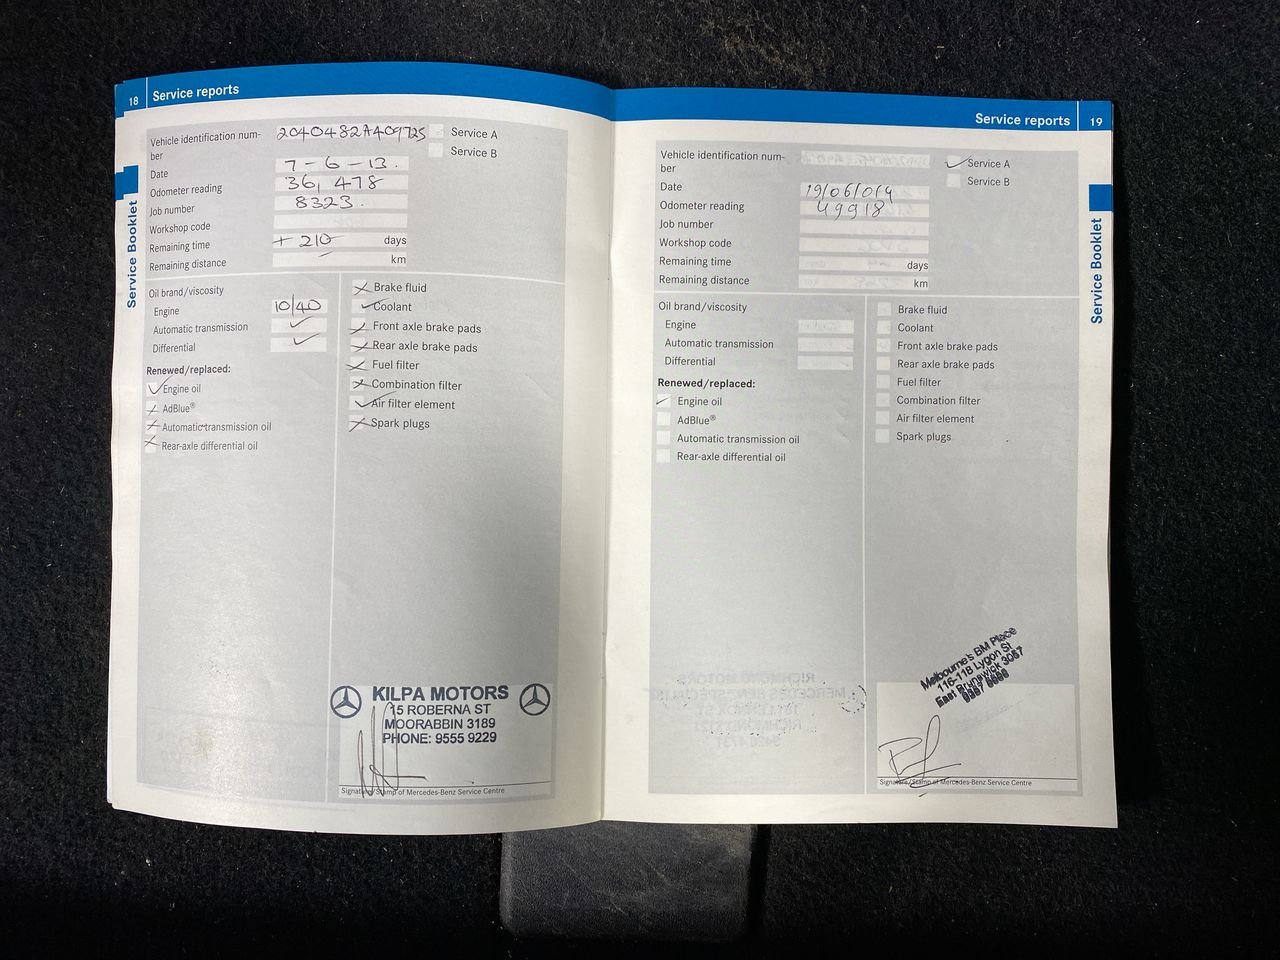 18 Service reports
Vehicle identification num-
ber 2040482A409725
Service A
Service B
Date 7-6-13.
Odometer reading 36,478
Job number 8323.
Workshop code
Remaining time + 210 days
Remaining distance km
Oil brand/viscosity
Engine 10/40
Automatic transmission
Differential
Renewed/replaced:
Engine oil
AdBlue®
Automatic transmission oil
Rear-axle differential oil
Brake fluid
Coolant
Front axle brake pads
Rear axle brake pads
Fuel filter
Combination filter
Air filter element
Spark plugs
KILPA MOTORS
15 ROBERNA ST
MOORABBIN 3189
PHONE: 9555 9229
Signature/Stamp of Mercedes-Benz Service Centre
Service Booklet
Service reports 19
Vehicle identification num-
ber
Service A
Service B
Date 19/06/014
Odometer reading 49918
Job number
Workshop code
Remaining time days
Remaining distance km
Oil brand/viscosity
Engine
Automatic transmission
Differential
Renewed/replaced:
Engine oil
AdBlue®
Automatic transmission oil
Rear-axle differential oil
Brake fluid
Coolant
Front axle brake pads
Rear axle brake pads
Fuel filter
Combination filter
Air filter element
Spark plugs
Melbourne's BM Place
116-118 Lygon St
East Brunswick 3057
Signature/Stamp of Mercedes-Benz Service Centre
Service Booklet